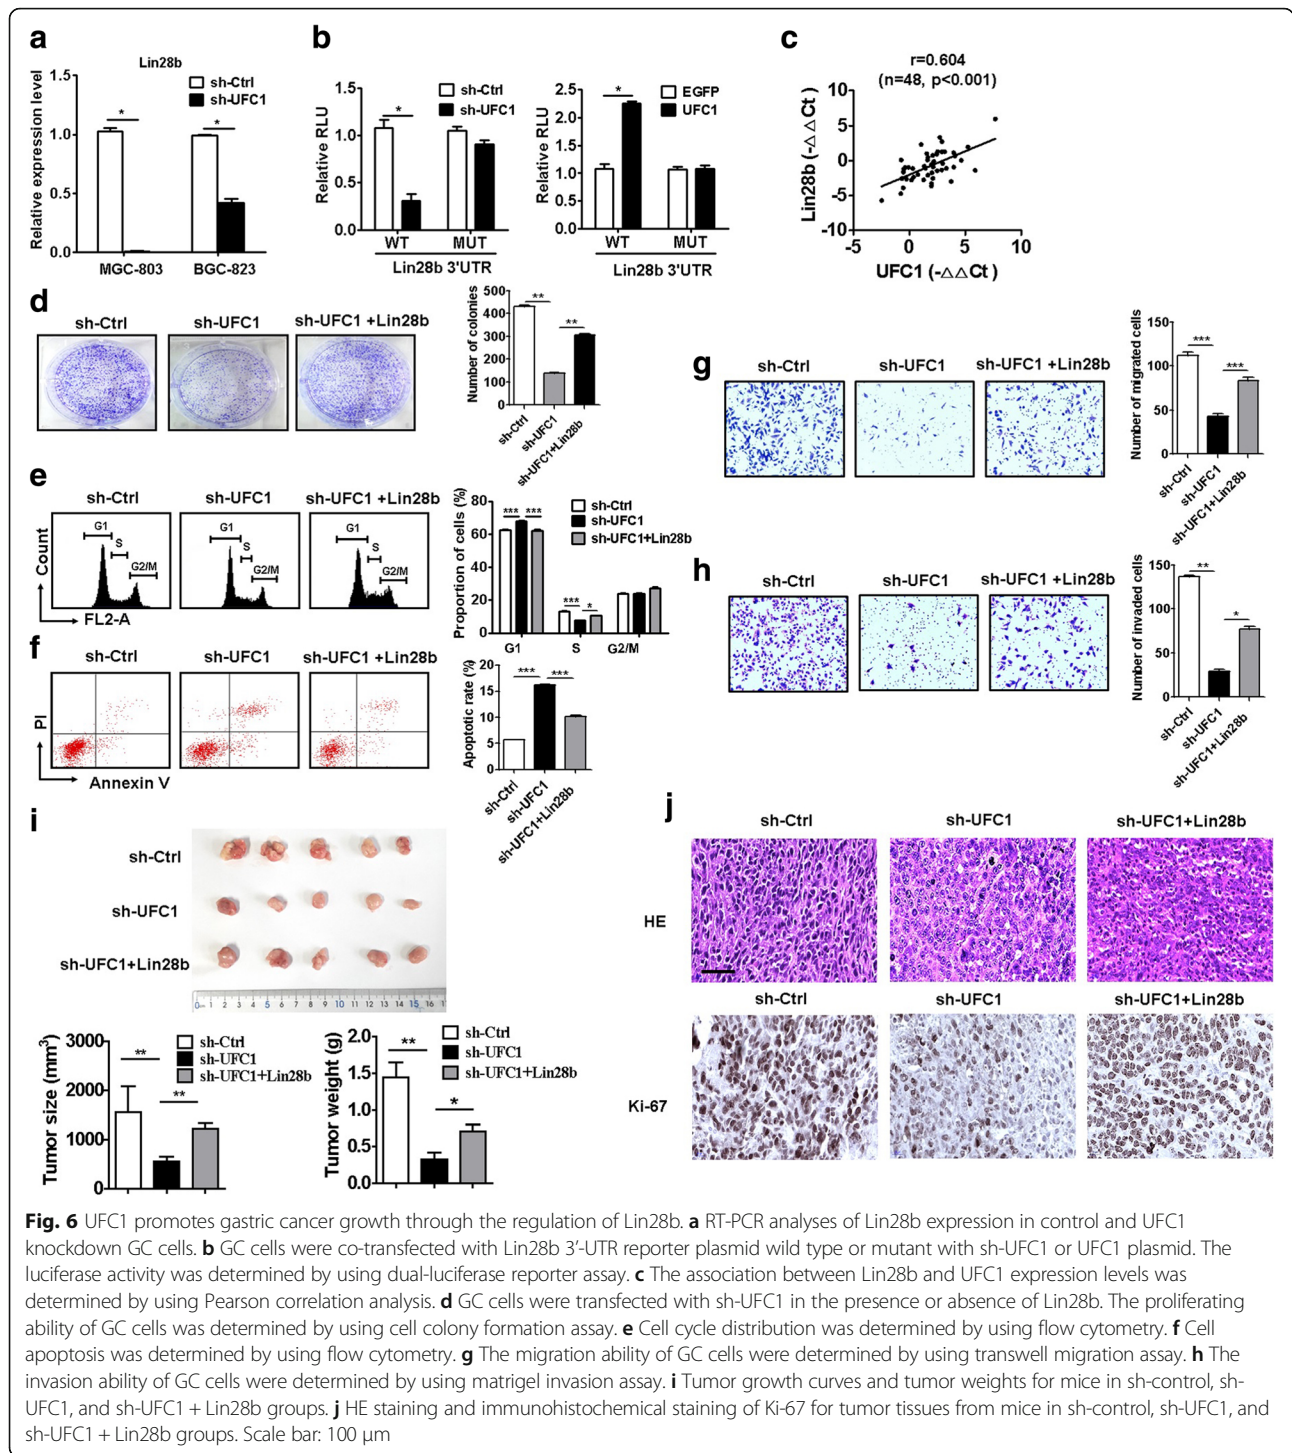 a
Lin28b
sh-Ctrl
sh-UFC1
Relative expression level
1.5
1.0
0.5
0.0
*
*
MGC-803 BGC-823
b
sh-Ctrl
sh-UFC1
Relative RLU
1.5
1.0
0.5
0.0
*
WT MUT
Lin28b 3'UTR
EGFP
UFC1
Relative RLU
2.5
2.0
1.5
1.0
0.5
0.0
*
WT MUT
Lin28b 3'UTR
c
r=0.604
(n=48, p<0.001)
Lin28b (-△△Ct)
10
5
0
-5
-10
-5 0 5 10
UFC1 (-△△Ct)
d
sh-Ctrl sh-UFC1 sh-UFC1 +Lin28b
Number of colonies
500
400
300
200
100
0
** **
sh-Ctrl
sh-UFC1
sh-UFC1+Lin28b
e
sh-Ctrl sh-UFC1 sh-UFC1 +Lin28b
G1 S G2/M
G1 S G2/M
G1 S G2/M
Count
FL2-A
Proportion of cells (%)
80
60
40
20
0
sh-Ctrl
sh-UFC1
sh-UFC1+Lin28b
*** ***
*** *
G1 S G2/M
f
sh-Ctrl sh-UFC1 sh-UFC1 +Lin28b
PI
Annexin V
Apoptotic rate (%)
20
15
10
5
0
*** ***
sh-Ctrl
sh-UFC1
sh-UFC1+Lin28b
g
sh-Ctrl sh-UFC1 sh-UFC1 +Lin28b
Number of migrated cells
150
100
50
0
*** ***
sh-Ctrl
sh-UFC1
sh-UFC1+Lin28b
h
sh-Ctrl sh-UFC1 sh-UFC1 +Lin28b
Number of invaded cells
150
100
50
0
** *
sh-Ctrl
sh-UFC1
sh-UFC1+Lin28b
i
sh-Ctrl
sh-UFC1
sh-UFC1+Lin28b
1 2 3 4 5 6 7 8 9 10 11 12 13 14 15 16
Tumor size (nm³)
3000
2000
1000
0
sh-Ctrl
sh-UFC1
sh-UFC1+Lin28b
** **
Tumor weight (g)
2.0
1.5
1.0
0.5
0.0
sh-Ctrl
sh-UFC1
sh-UFC1+Lin28b
** *
j
sh-Ctrl sh-UFC1 sh-UFC1+Lin28b
HE
sh-Ctrl sh-UFC1 sh-UFC1+Lin28b
Ki-67
Fig. 6 UFC1 promotes gastric cancer growth through the regulation of Lin28b. a RT-PCR analyses of Lin28b expression in control and UFC1
knockdown GC cells. b GC cells were co-transfected with Lin28b 3’-UTR reporter plasmid wild type or mutant with sh-UFC1 or UFC1 plasmid. The
luciferase activity was determined by using dual-luciferase reporter assay. c The association between Lin28b and UFC1 expression levels was
determined by using Pearson correlation analysis. d GC cells were transfected with sh-UFC1 in the presence or absence of Lin28b. The proliferating
ability of GC cells was determined by using cell colony formation assay. e Cell cycle distribution was determined by using flow cytometry. f Cell
apoptosis was determined by using flow cytometry. g The migration ability of GC cells were determined by using transwell migration assay. h The
invasion ability of GC cells were determined by using matrigel invasion assay. i Tumor growth curves and tumor weights for mice in sh-control, sh-
UFC1, and sh-UFC1 + Lin28b groups. j HE staining and immunohistochemical staining of Ki-67 for tumor tissues from mice in sh-control, sh-UFC1, and
sh-UFC1 + Lin28b groups. Scale bar: 100 μm